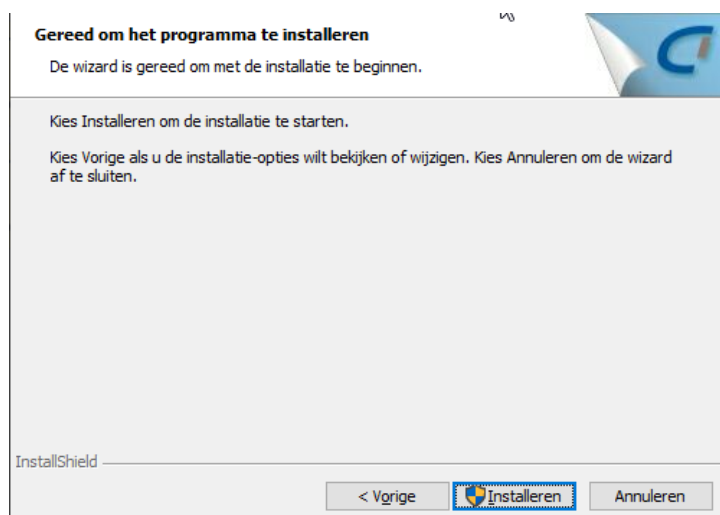 Gereed om het programma te installeren
De wizard is gereed om met de installatie te beginnen.
Kies Installeren om de installatie te starten.
Kies Vorige als u de installatie-opties wilt bekijken of wijzigen. Kies Annuleren om de wizard
af te sluiten.
InstallShield
< Vorige
Installeren
Annuleren